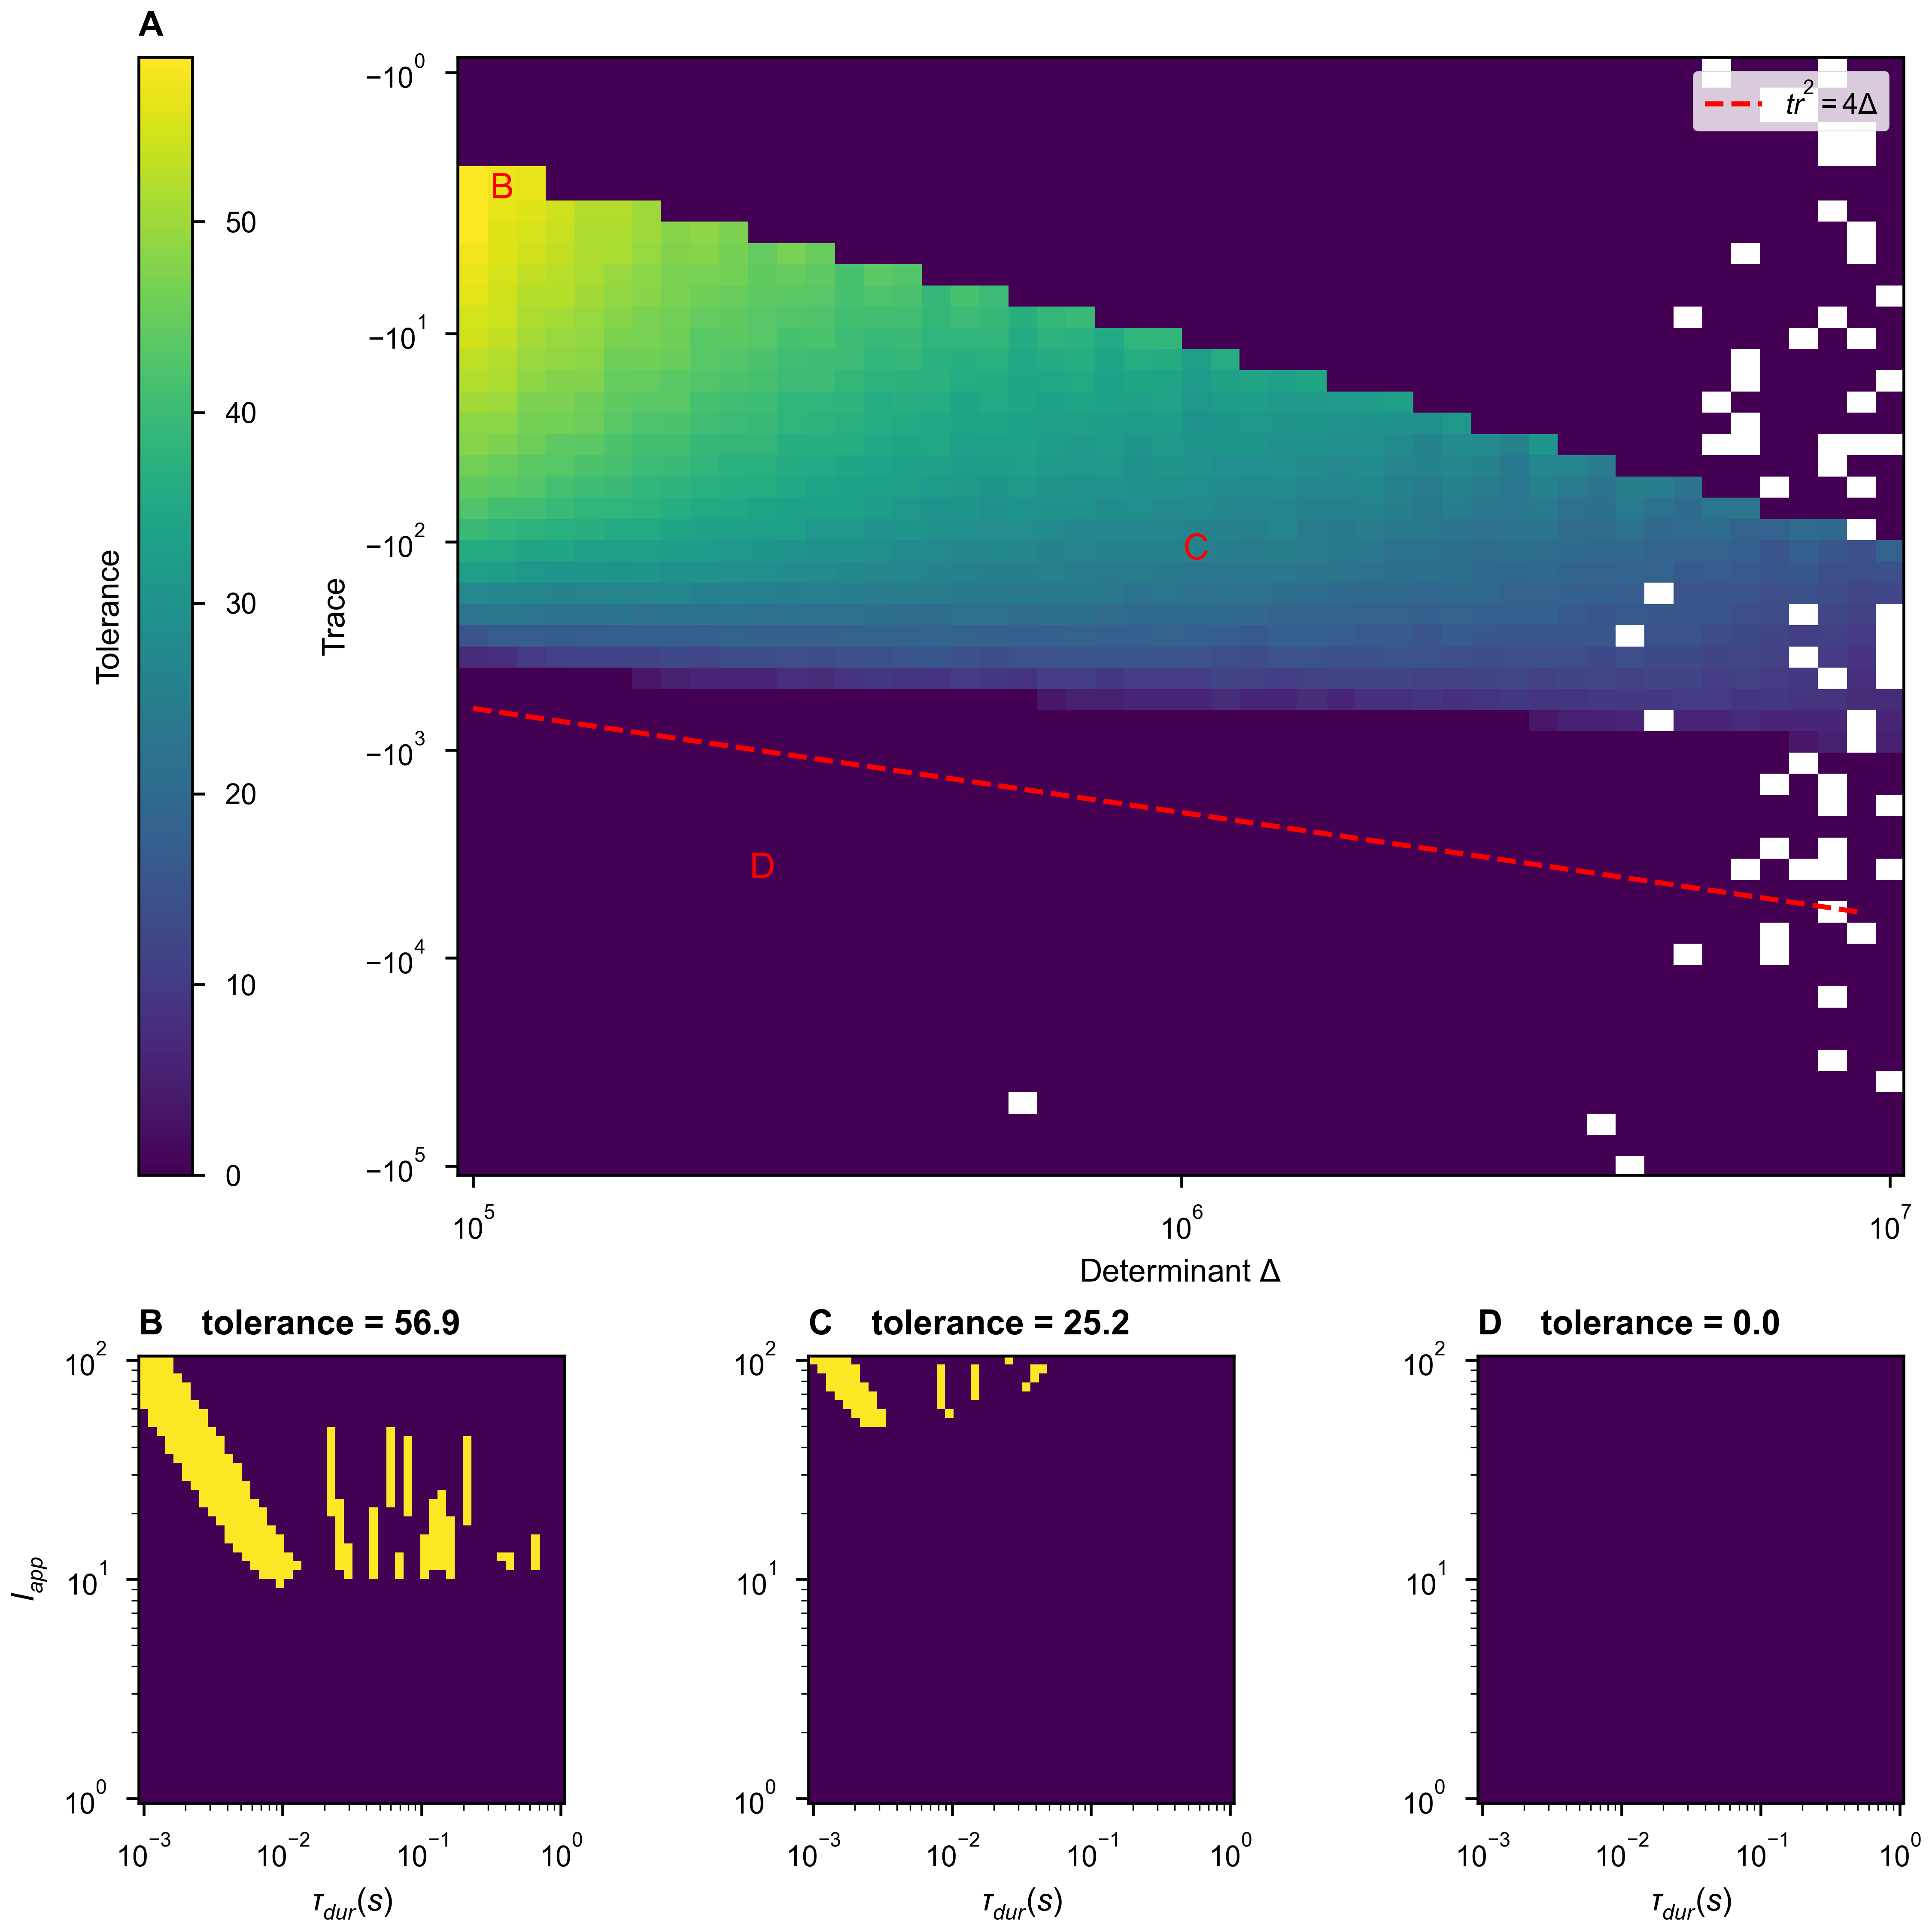 A
−10^0
tr^2 = 4Δ
B
50
−10^1
40
−10^2
C
Tolerance
30
Trace
−10^3
20
D
−10^4
10
−10^5
0
10^5
10^6
10^7
Determinant Δ
B tolerance = 56.9
C tolerance = 25.2
D tolerance = 0.0
10^2
10^2
10^2
I_app
10^1
10^1
10^1
10^0
10^0
10^0
10^−3 10^−2 10^−1 10^0
10^−3 10^−2 10^−1 10^0
10^−3 10^−2 10^−1 10^0
τ_dur(s)
τ_dur(s)
τ_dur(s)